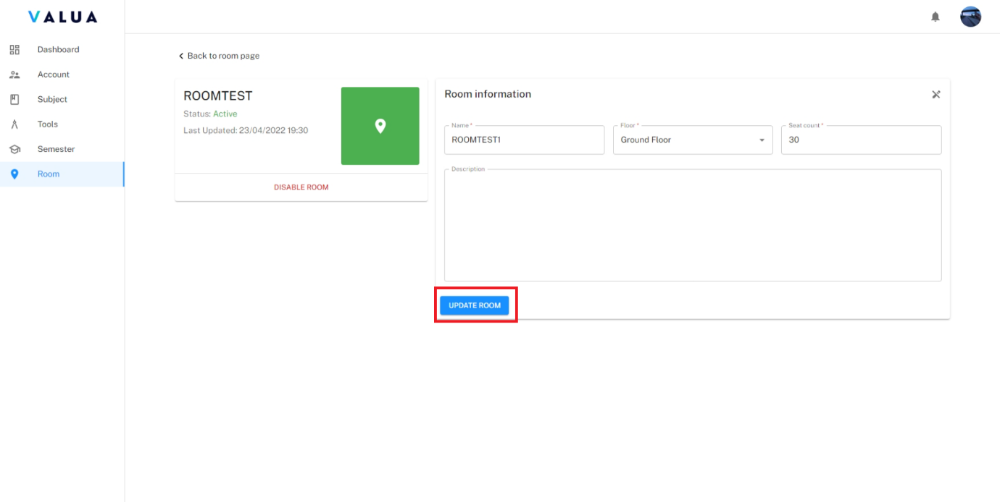 VALUA
Dashboard
Account
Subject
Tools
Semester
Room
Back to room page
ROOMTEST
Status: Active
Last Updated: 23/04/2022 19:30
DISABLE ROOM
Room information
Name *
ROOMTEST1
Floor *
Ground Floor
Seat count *
30
Description
UPDATE ROOM